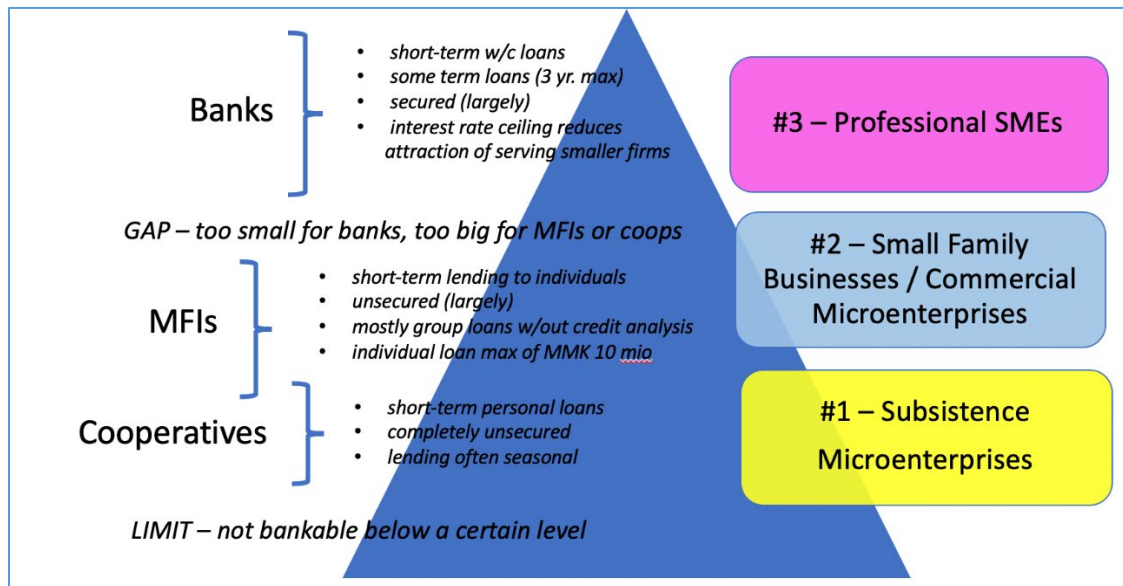 Banks
• short-term w/c loans
• some term loans (3 yr. max)
• secured (largely)
• interest rate ceiling reduces
attraction of serving smaller firms
#3 – Professional SMEs
GAP – too small for banks, too big for MFIs or coops
MFIs
• short-term lending to individuals
• unsecured (largely)
• mostly group loans w/out credit analysis
• individual loan max of MMK 10 mio
#2 – Small Family
Businesses / Commercial
Microenterprises
Cooperatives
• short-term personal loans
• completely unsecured
• lending often seasonal
#1 – Subsistence
Microenterprises
LIMIT – not bankable below a certain level